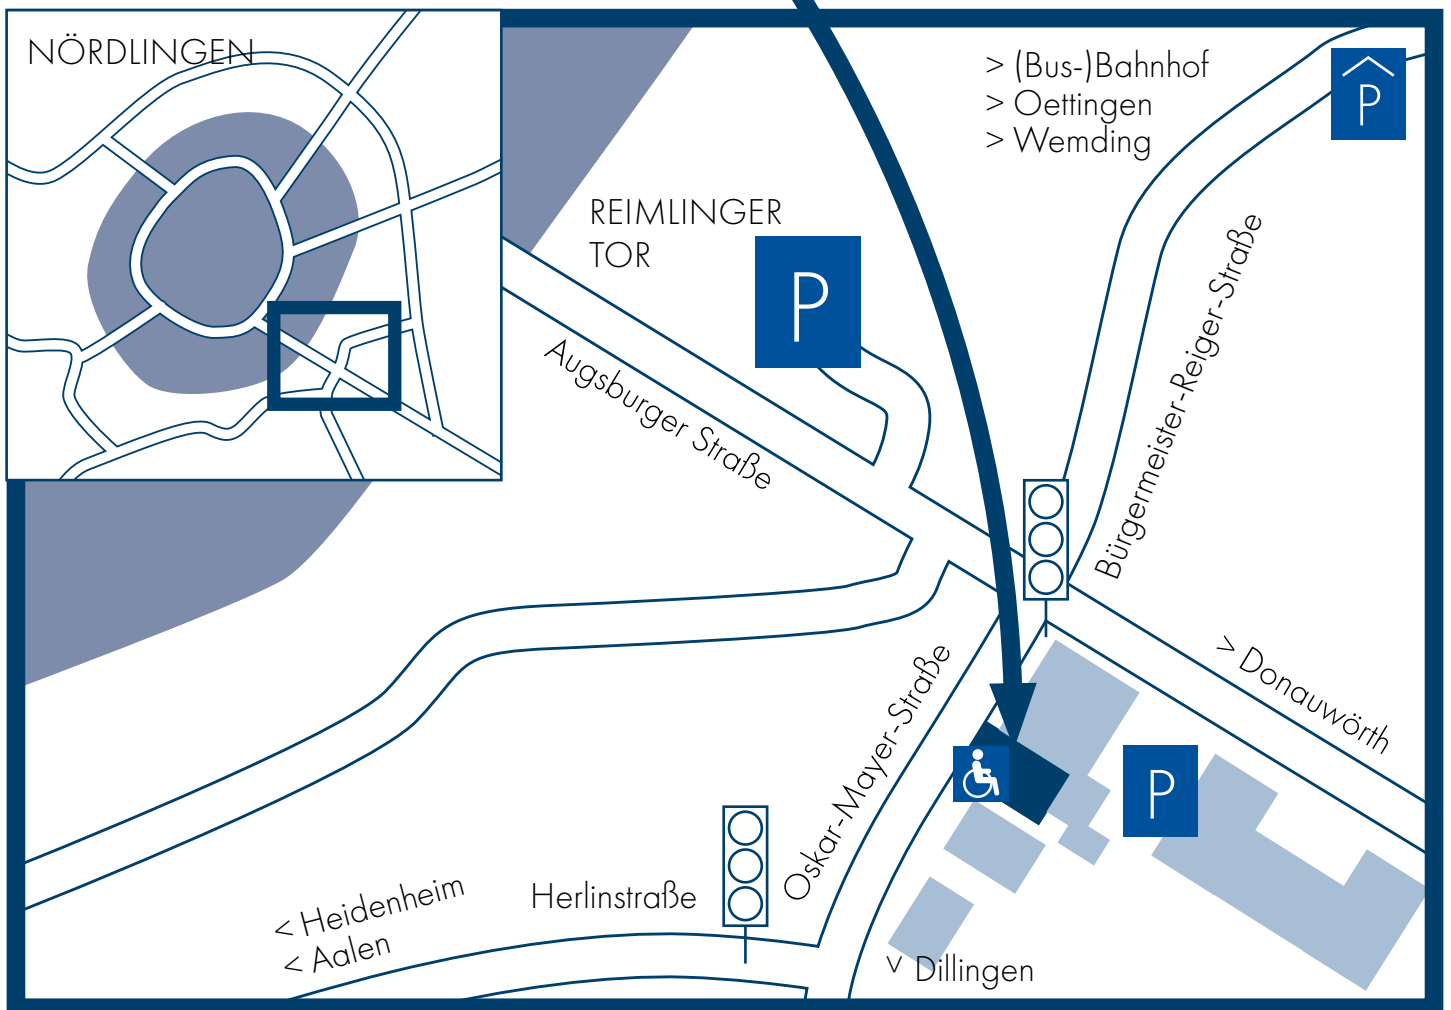 NÖRDLINGEN
> (Bus-)Bahnhof
> Oettingen
> Wemding
P
REIMLINGER
TOR
P
Augsburger Straße
Bürgermeister-Reiger-Straße
> Donauwörth
Oskar-Mayer-Straße
P
Herlinstraße
< Heidenheim
< Aalen
< Dillingen